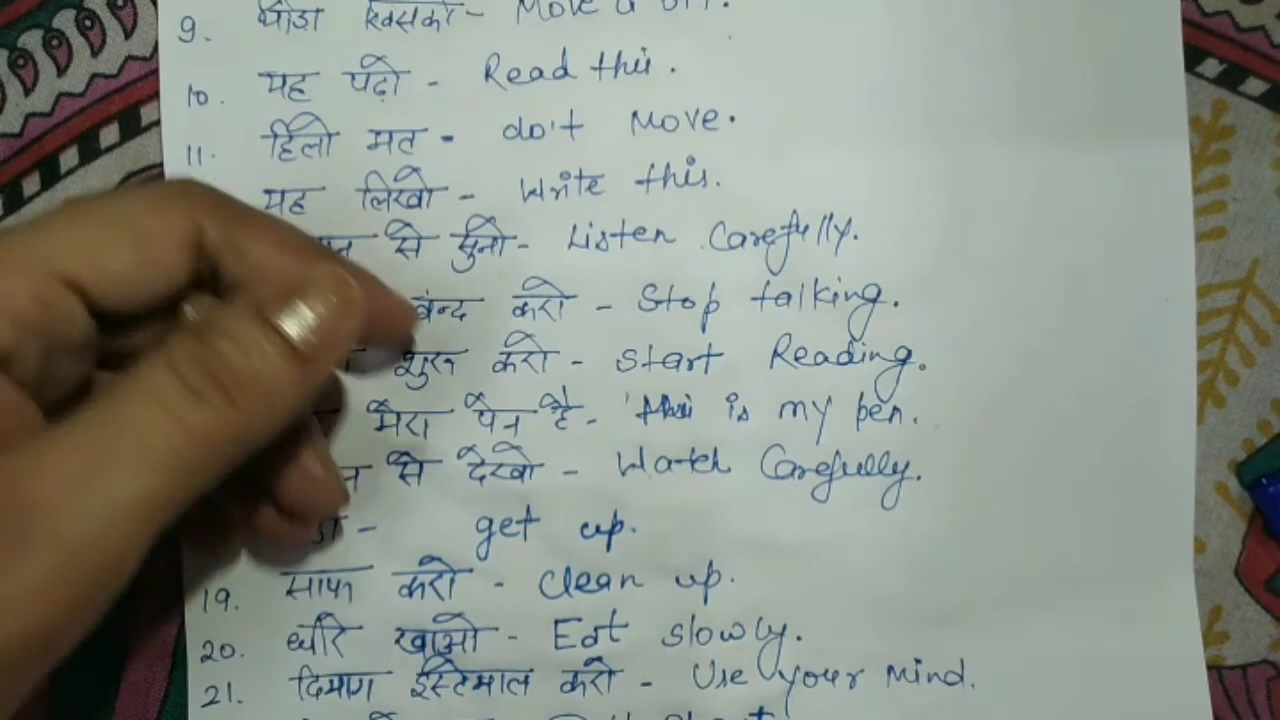 9. थोडा खिसको - Move a bit.
10. यह पढो - Read this.
11. हिलो मत - do't Move.
यह लिखो - Write this.
से सुनो - Listen Carefully.
बंन्द करो - Stop talking.
शुरू करो - Start Reading.
मेरा पेन है - this is my pen.
से देखो - Watch Carefully.
- get up.
19. साफ करो - Clean up.
20. धीरे खाओ - Eat slowly.
21. दिमाग इस्तेमाल करो - Use your Mind.